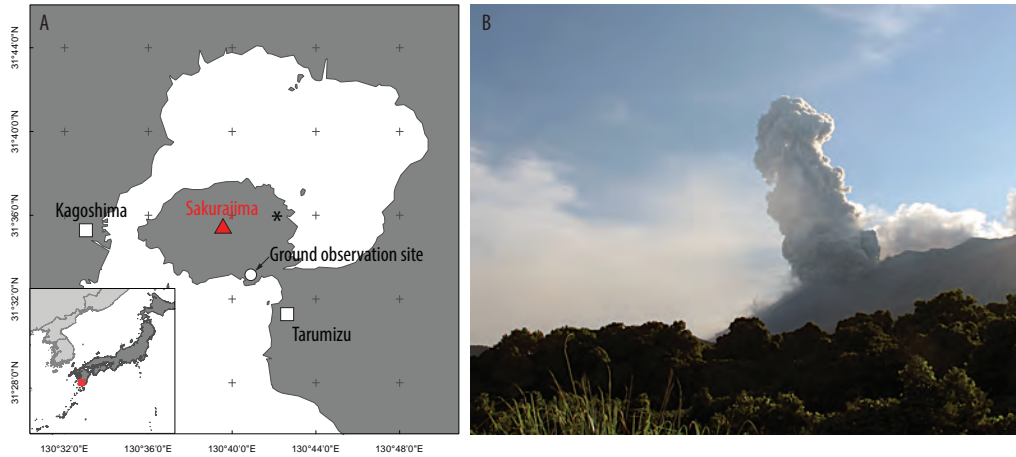 A
B
31°44'0"N
31°40'0"N
31°36'0"N
31°32'0"N
31°28'0"N
Sakurajima
*
Kagoshima
Ground observation site
Tarumizu
130°32'0"E
130°36'0"E
130°40'0"E
130°44'0"E
130°48'0"E